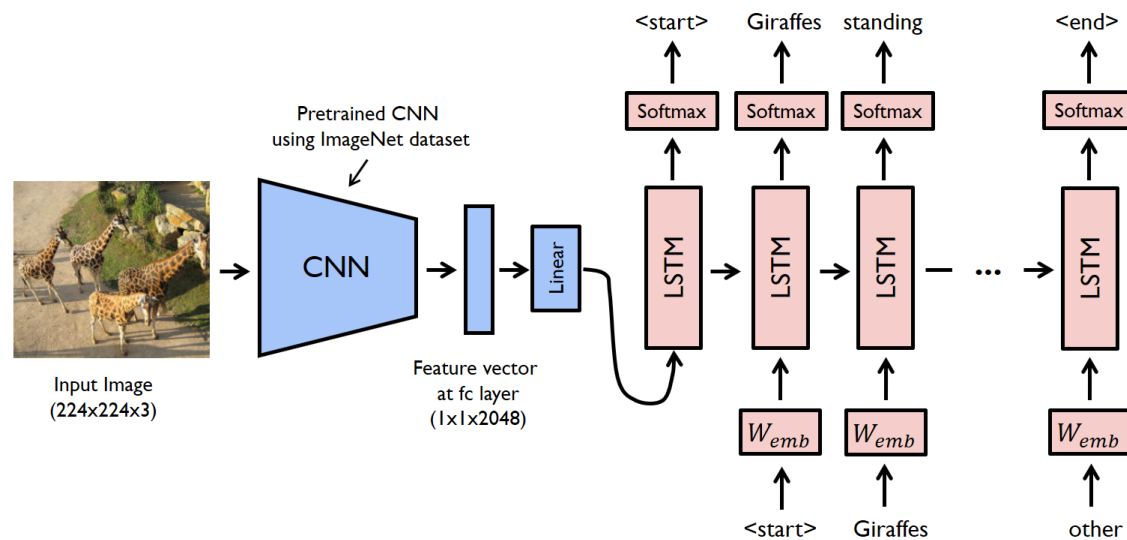 <start> Giraffes standing <end>
Softmax Softmax Softmax Softmax
Pretrained CNN
using ImageNet dataset
CNN
Linear
LSTM LSTM LSTM ... LSTM
Input Image
(224x224x3)
Feature vector
at fc layer
(1x1x2048)
W_emb W_emb W_emb
<start> Giraffes other